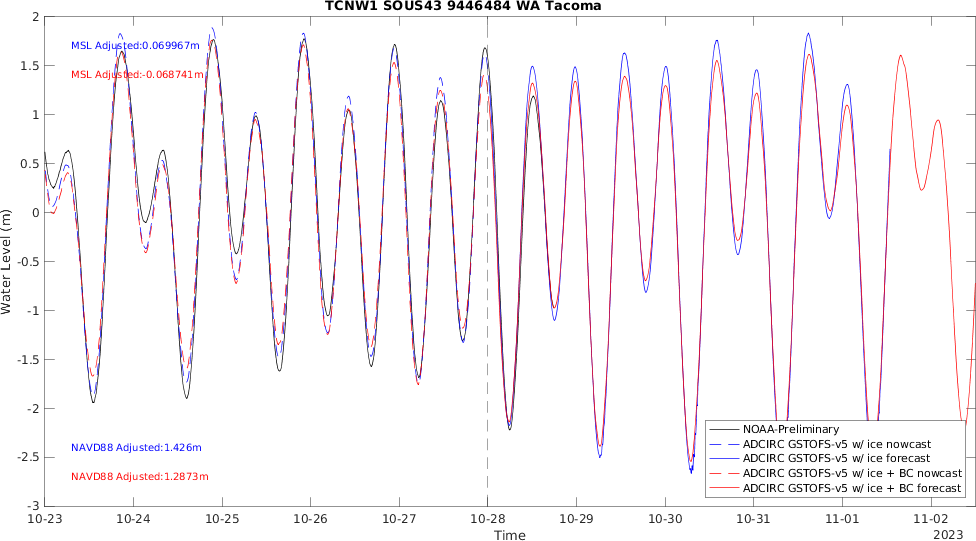 TCNW1 SOUS43 9446484 WA Tacoma
2
1.5
1
0.5
0
-0.5
-1
-1.5
-2
-2.5
-3
Water Level (m)
MSL Adjusted:0.069967m
MSL Adjusted:-0.068741m
NAVD88 Adjusted:1.426m
NAVD88 Adjusted:1.2873m
NOAA-Preliminary
ADCIRC GSTOFS-v5 w/ ice nowcast
ADCIRC GSTOFS-v5 w/ ice forecast
ADCIRC GSTOFS-v5 w/ ice + BC nowcast
ADCIRC GSTOFS-v5 w/ ice + BC forecast
10-23 10-24 10-25 10-26 10-27 10-28 10-29 10-30 10-31 11-01 11-02
Time
2023